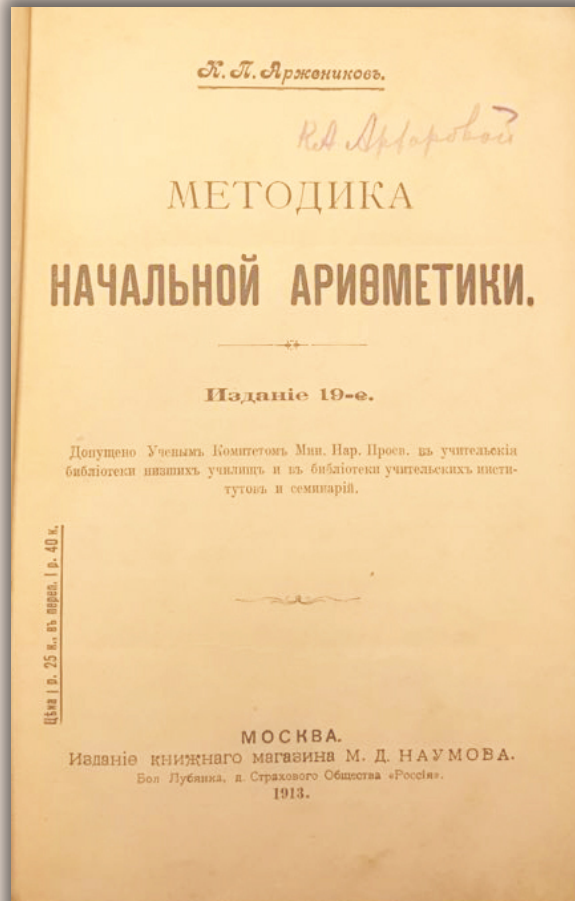 К. П. Аржениковъ.
К.А.
МЕТОДИКА
НАЧАЛЬНОЙ АРИѲМЕТИКИ.
Изданіе 19-е.
Допущено Ученымъ Комитетомъ Мин. Нар. Просв. въ учительскія
библіотеки низшихъ училищъ и въ библіотеки учительскихъ инсти-
тутовъ и семинарій.
Цѣна 1 р. 25 к., въ переп. 1 р. 40 к.
МОСКВА.
Изданіе книжнаго магазина М. Д. НАУМОВА.
Бол Лубянка, д. Страхового Общества «Россія».
1913.